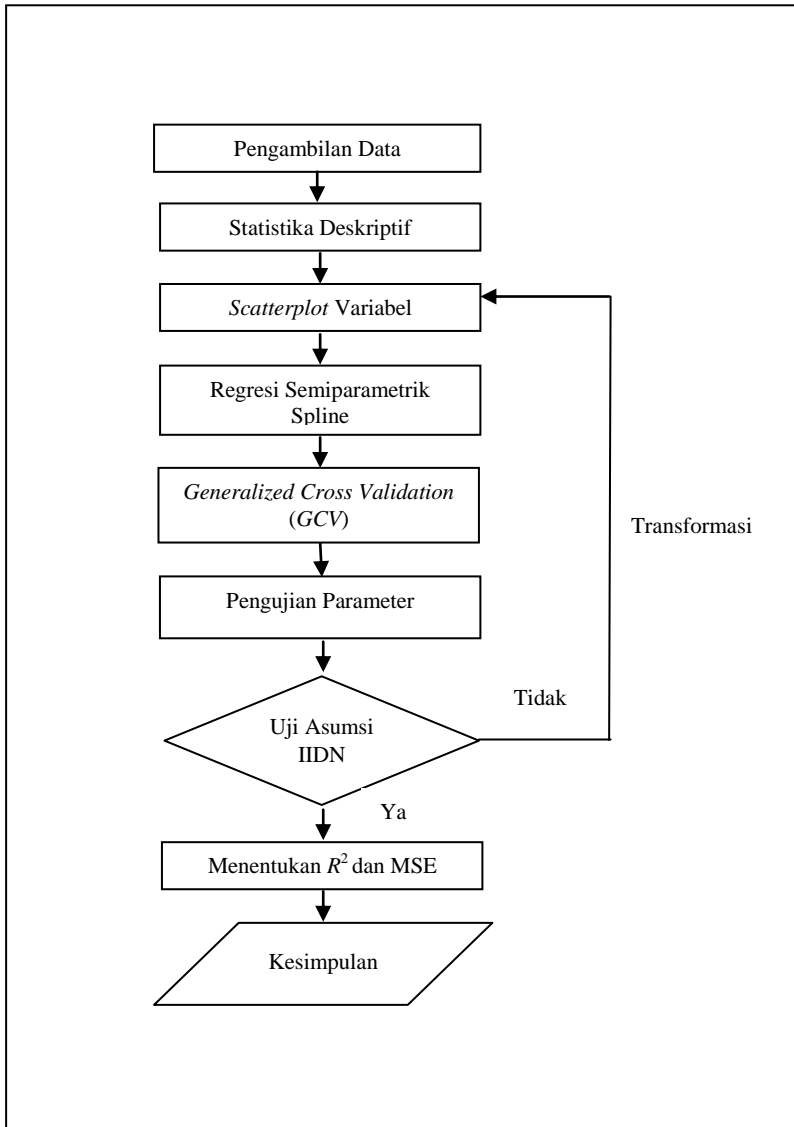 Pengambilan Data
Statistika Deskriptif
Scatterplot Variabel
Regresi Semiparametrik
Spline
Generalized Cross Validation
(GCV)
Transformasi
Pengujian Parameter
Tidak
Uji Asumsi
IIDN
Ya
Menentukan R² dan MSE
Kesimpulan